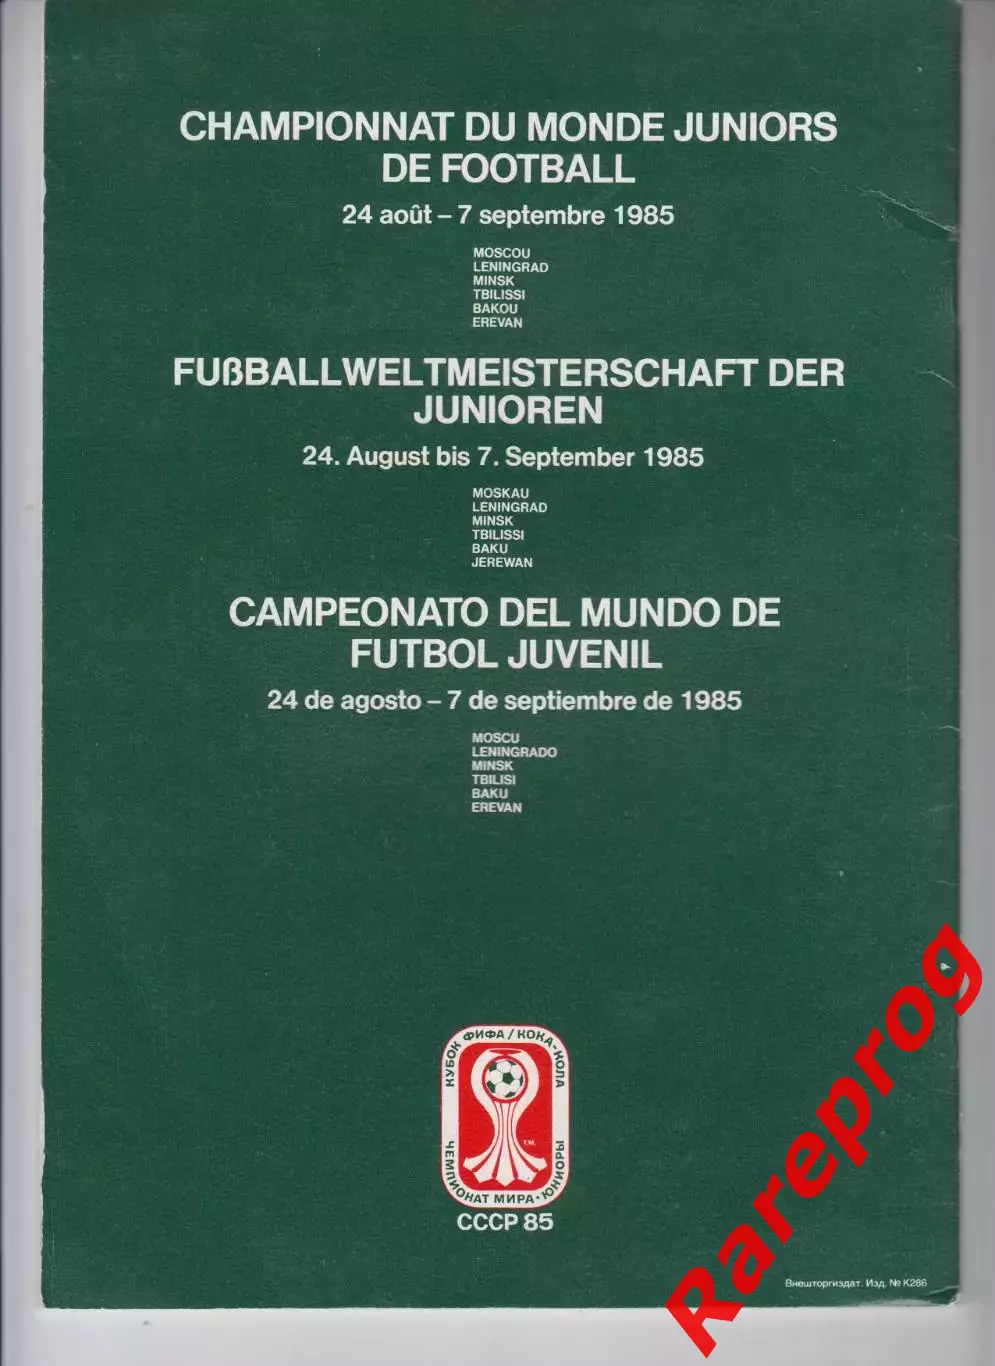 CHAMPIONNAT DU MONDE JUNIORS
DE FOOTBALL
24 août – 7 septembre 1985
MOSCOU
LENINGRAD
MINSK
TBILISSI
BAKOU
EREVAN
FUßBALLWELTMEISTERSCHAFT DER
JUNIOREN
24. August bis 7. September 1985
MOSKAU
LENINGRAD
MINSK
TBILISSI
BAKU
JEREWAN
CAMPEONATO DEL MUNDO DE
FUTBOL JUVENIL
24 de agosto – 7 de septiembre de 1985
MOSCU
LENINGRADO
MINSK
TBILISI
BAKU
EREVAN
КУБОК ФИФА/КОКА-КОЛА
T.M.
ЧЕМПИОНАТ МИРА-ЮНИОРЫ
СССР 85
Внешторгиздат. Изд. № К286
Rareprog